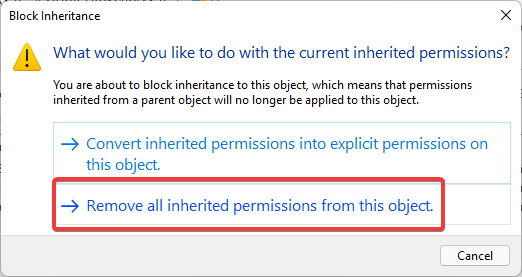 Block Inheritance
What would you like to do with the current inherited permissions?
You are about to block inheritance to this object, which means that permissions
inherited from a parent object will no longer be applied to this object.
Convert inherited permissions into explicit permissions on
this object.
Remove all inherited permissions from this object.
Cancel